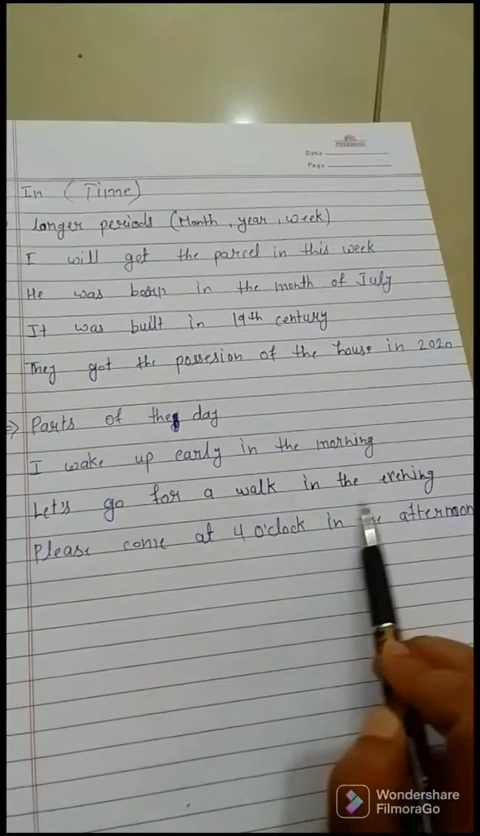 Date
Page
In (Time)
longer periods (Month, year, week)
I will get the parcel in this week
He was born in the month of July
It was built in 19th century
They got the possesion of the house in 2020
⇒ Parts of the day
I wake up early in the morning
Let's go for a walk in the evening
Please come at 4 o'clock in the afternoon
Wondershare
FilmoraGo